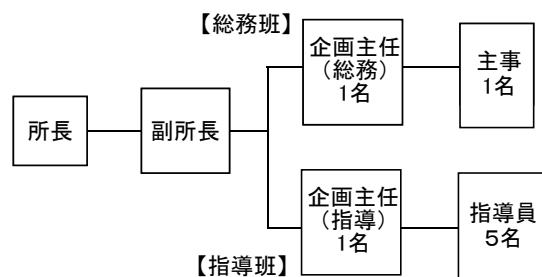 【総務班】
企画主任
（総務）
1名
主事
1名
所長
副所長
企画主任
（指導）
1名
指導員
５名
【指導班】